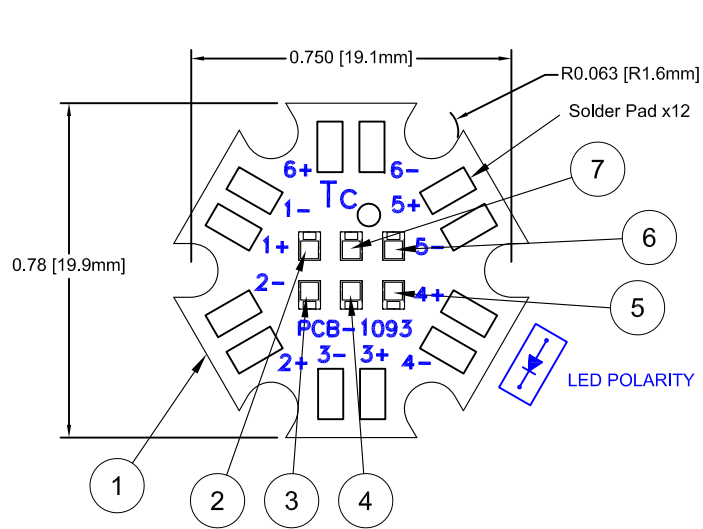 0.750 [19.1mm]
R0.063 [R1.6mm]
Solder Pad x12
7
6+
6-
1-
Tc
5+
6
1+
5-
0.78 [19.9mm]
2-
4+
5
PCB-1093
2+
3-
3+
4-
LED POLARITY
1
2
3
4